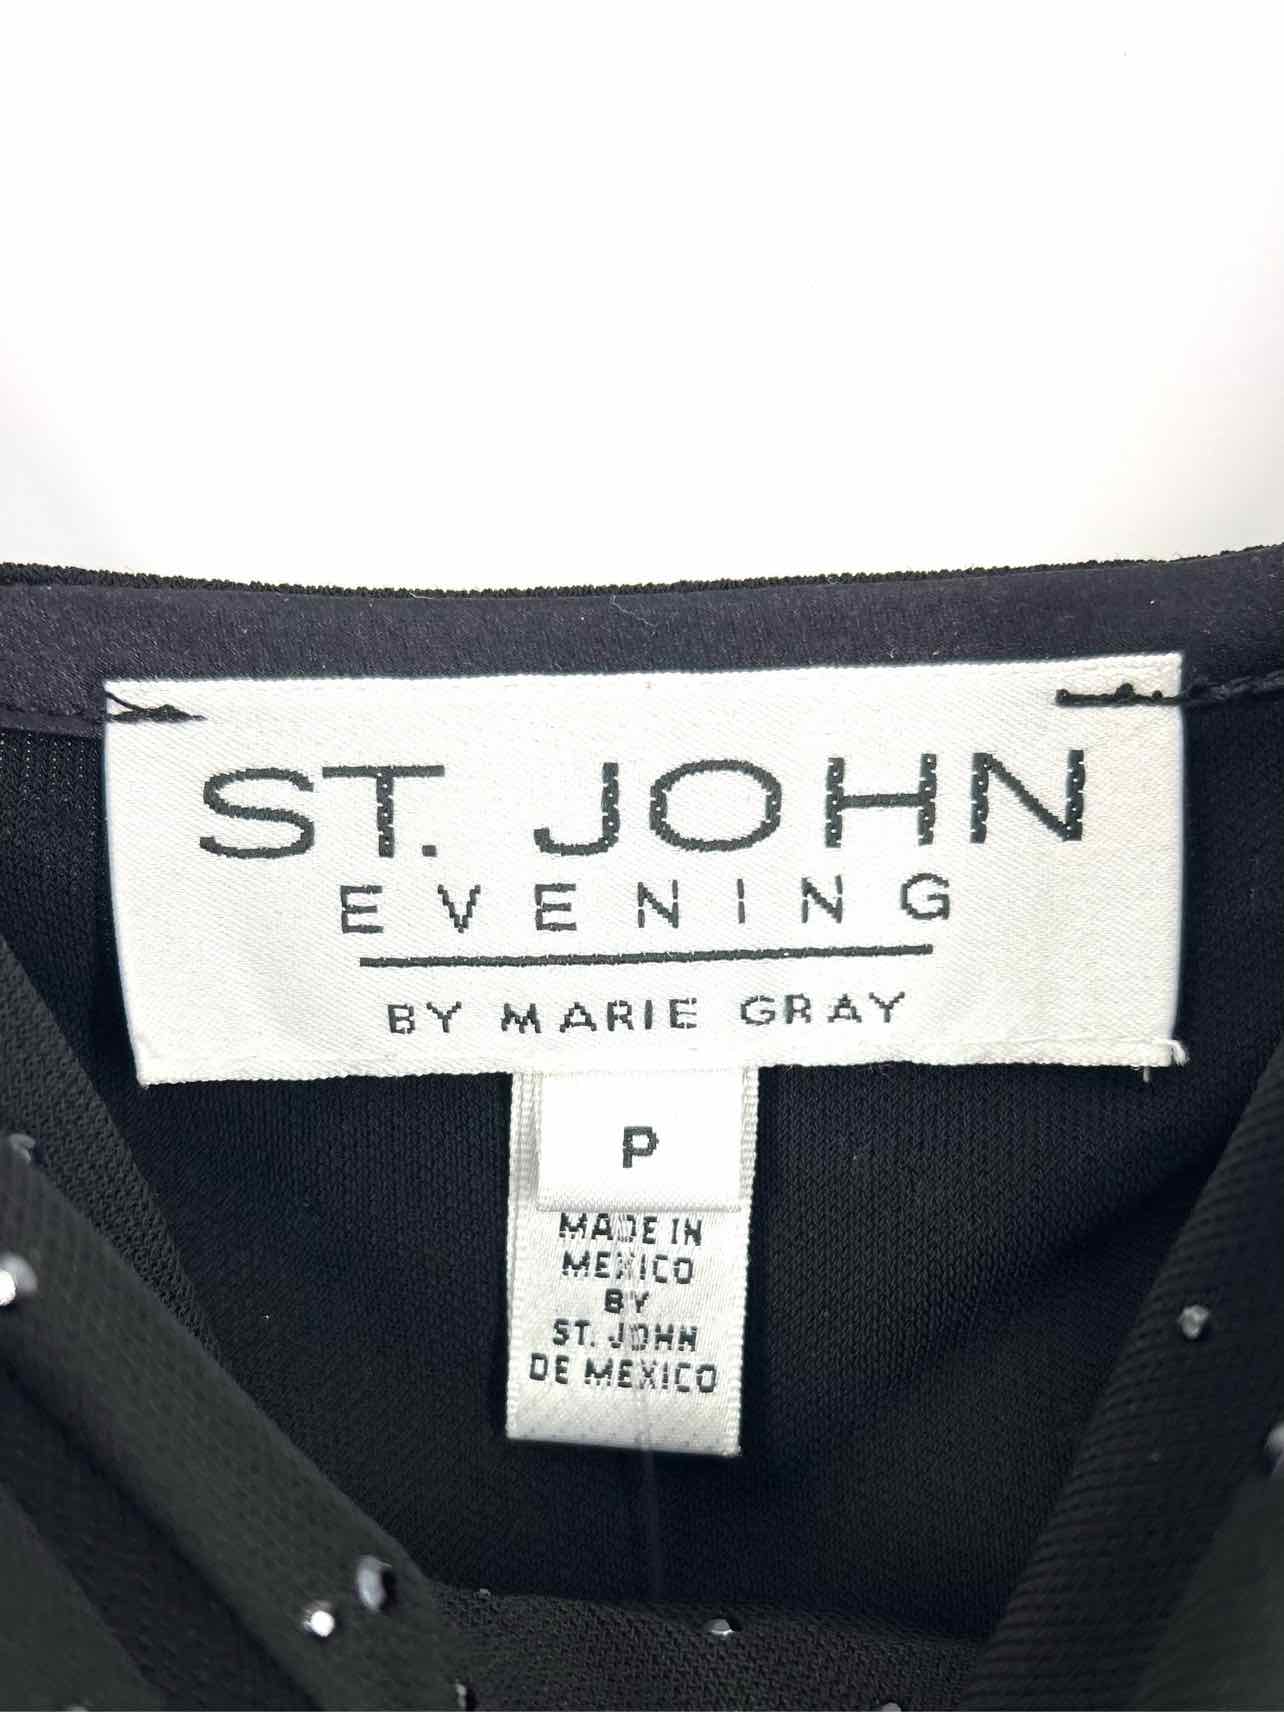 ST. JOHN
EVENING
BY MARIE GRAY
P
MADE IN
MEXICO
BY
ST. JOHN
DE MEXICO